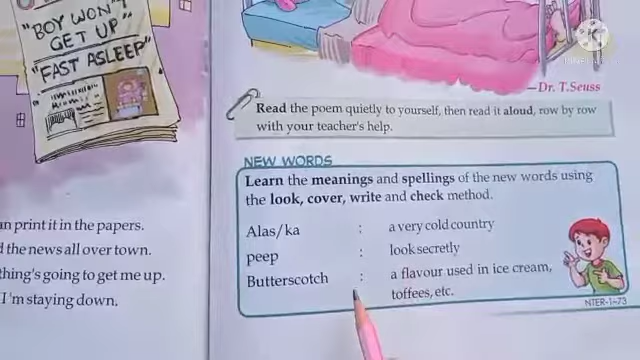 "BOY WON'T
GET UP"
"FAST ASLEEP"
n print it in the papers.
the news all over town.
thing's going to get me up.
I'm staying down.
—Dr. T.Seuss
Read the poem quietly to yourself, then read it aloud, row by row
with your teacher's help.
NEW WORDS
Learn the meanings and spellings of the new words using
the look, cover, write and check method.
Alas/ka : a very cold country
peep : look secretly
Butterscotch : a flavour used in ice cream,
toffees, etc.
NTER-1-73